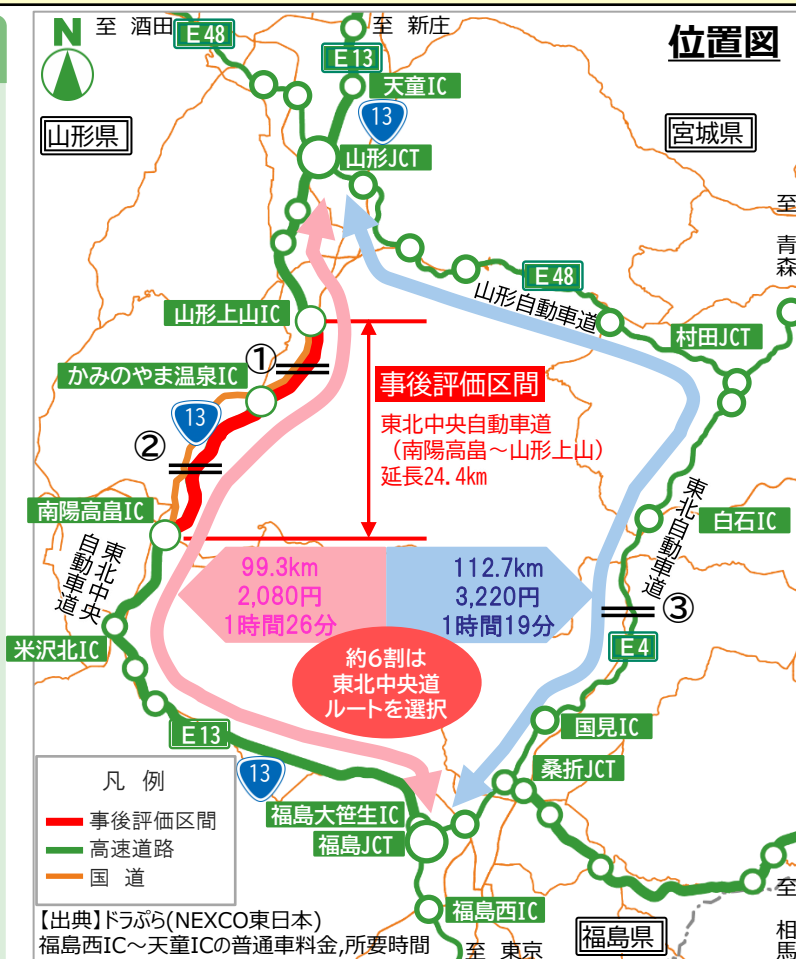 位置図
N
至 酒田
E48
至 新庄
E13
天童IC
13
山形県
宮城県
山形JCT
至 青森
E48
山形自動車道
山形上山IC
村田JCT
①
かみのやま温泉IC
事後評価区間
東北中央自動車道
（南陽高畠～山形上山）
延長24.4km
13
②
南陽高畠IC
東北中央
自動車道
東北自動車道
白石IC
99.3km
2,080円
1時間26分
112.7km
3,220円
1時間19分
③
米沢北IC
E4
約6割は
東北中央道
ルートを選択
国見IC
E13
桑折JCT
13
凡 例
事後評価区間
高速道路
国 道
福島大笹生IC
福島JCT
福島西IC
至 相馬
福島県
至 東京
【出典】ドラぷら(NEXCO東日本)
福島西IC～天童ICの普通車料金,所要時間